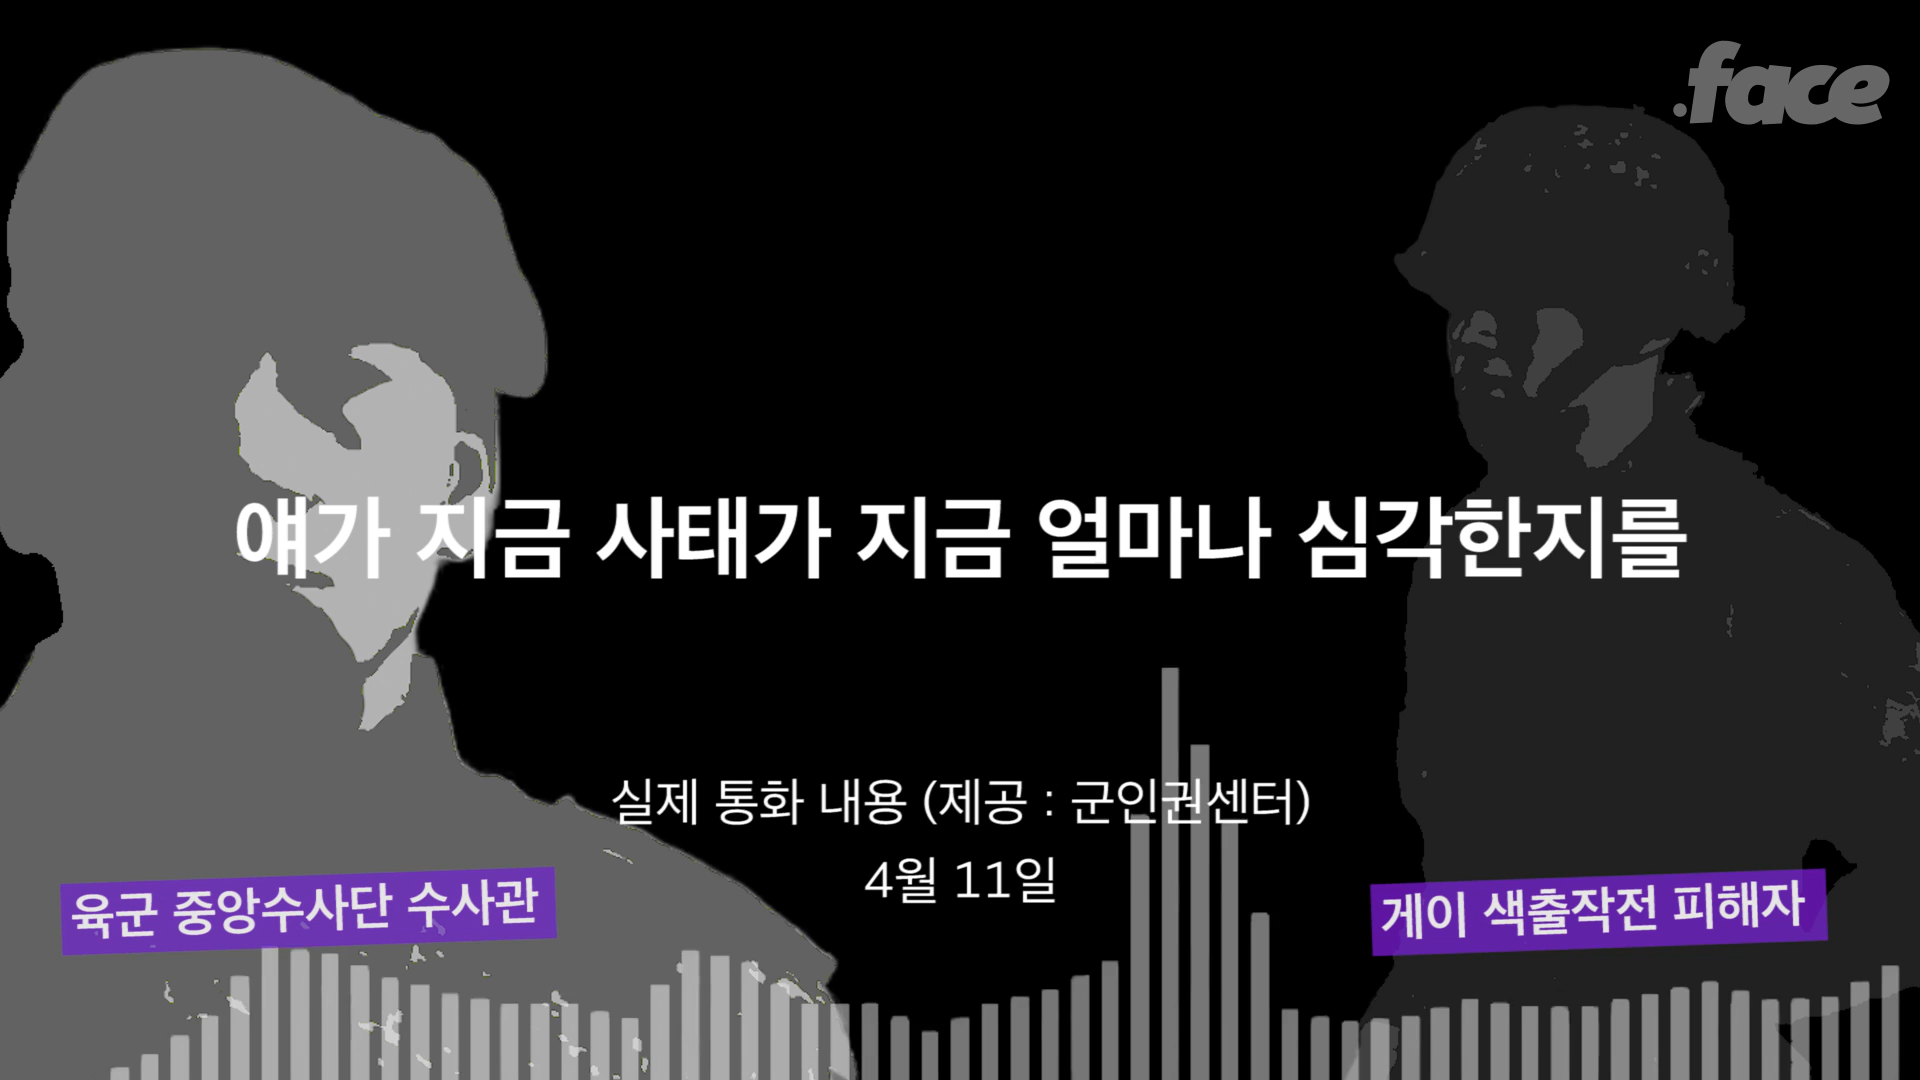 .face
얘가 지금 사태가 지금 얼마나 심각한지를
실제 통화 내용 (제공 : 군인권센터)
4월 11일
육군 중앙수사단 수사관
게이 색출작전 피해자